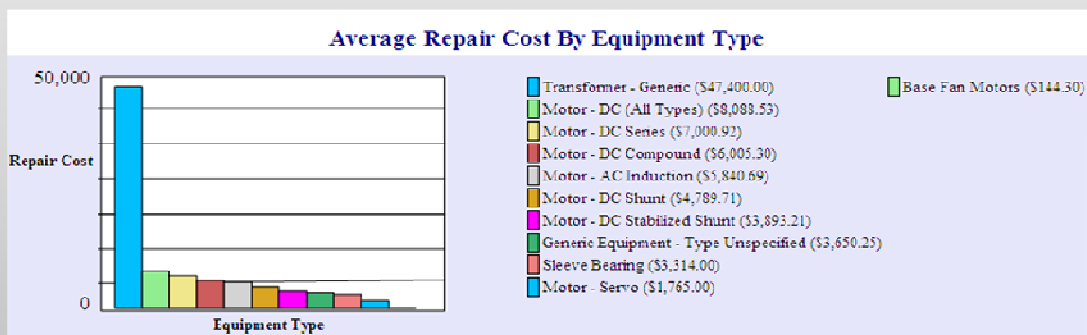 Average Repair Cost By Equipment Type
50,000
Repair Cost
0
Equipment Type
Transformer - Generic ($47,400.00)
Motor - DC (All Types) ($8,088.53)
Motor - DC Series ($7,000.92)
Motor - DC Compound ($6,005.30)
Motor - AC Induction ($5,840.69)
Motor - DC Shunt ($4,789.71)
Motor - DC Stabilized Shunt ($3,893.21)
Generic Equipment - Type Unspecified ($3,650.25)
Sleeve Bearing ($3,314.00)
Motor - Servo ($1,765.00)
Base Fan Motors ($144.30)